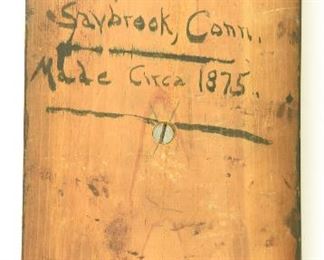 Saybrook, Conn.
Made Circa 1875.